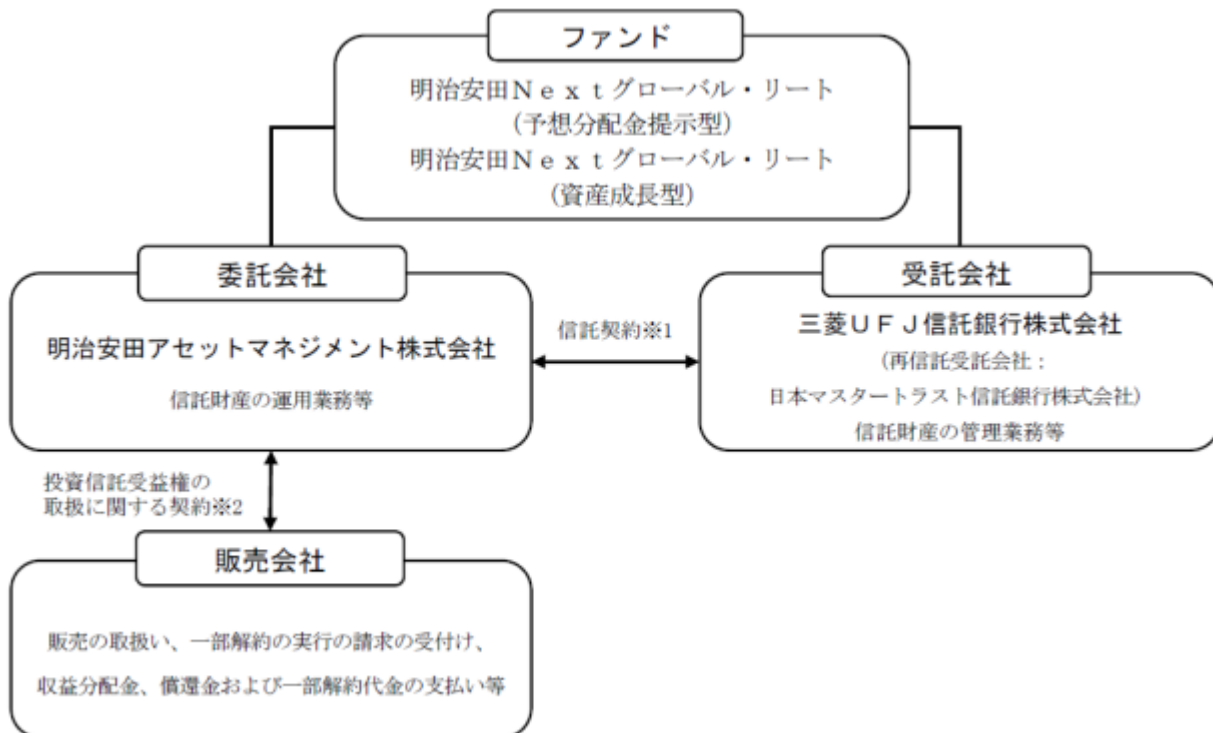 ファンド
明治安田Ｎｅｘｔグローバル・リート
（予想分配金提示型）
明治安田Ｎｅｘｔグローバル・リート
（資産成長型）
委託会社
明治安田アセットマネジメント株式会社
信託財産の運用業務等
信託契約※1
受託会社
三菱ＵＦＪ信託銀行株式会社
（再信託受託会社：
日本マスタートラスト信託銀行株式会社）
信託財産の管理業務等
投資信託受益権の
取扱に関する契約※2
販売会社
販売の取扱い、一部解約の実行の請求の受付け、
収益分配金、償還金および一部解約代金の支払い等